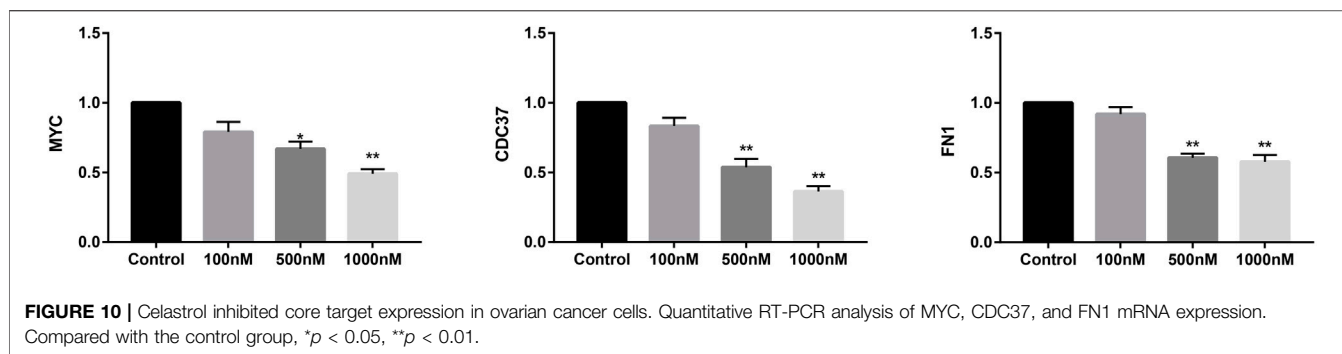 1.5
1.0
0.5
0.0
MYC
*
**
Control 100nM 500nM 1000nM
1.5
1.0
0.5
0.0
CDC37
**
**
Control 100nM 500nM 1000nM
1.5
1.0
0.5
0.0
FN1
** **
Control 100nM 500nM 1000nM
FIGURE 10 | Celastrol inhibited core target expression in ovarian cancer cells. Quantitative RT-PCR analysis of MYC, CDC37, and FN1 mRNA expression.
Compared with the control group, *p < 0.05, **p < 0.01.